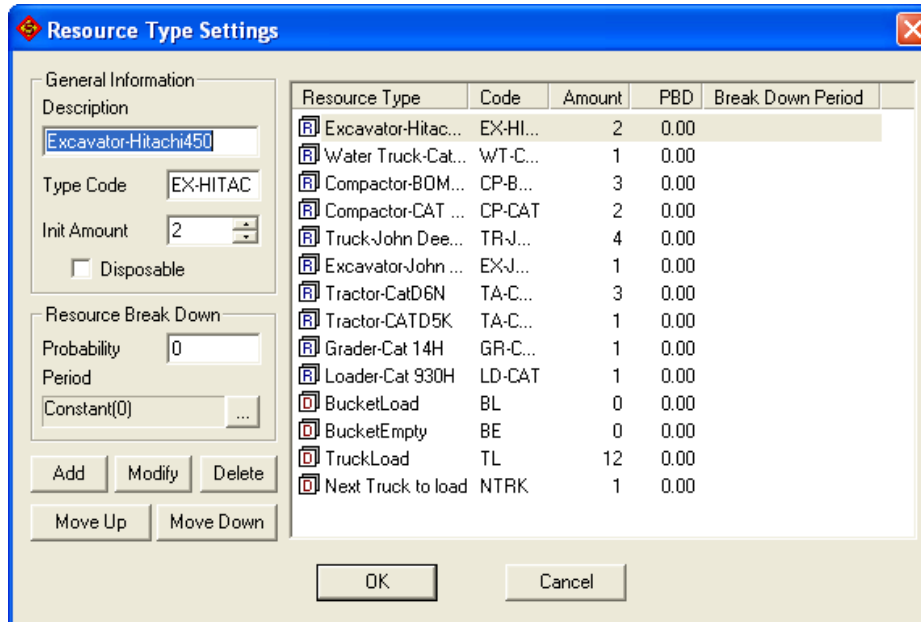 Resource Type Settings
General Information
Description
Excavator-Hitachi450
Type Code EX-HITAC
Init Amount 2
Disposable
Resource Break Down
Probability 0
Period
Constant(0) ...
Add Modify Delete
Move Up Move Down
Resource Type Code Amount PBD Break Down Period
R Excavator-Hitac... EX-HI... 2 0.00
R Water Truck-Cat... WT-C... 1 0.00
R Compactor-BOM... CP-B... 3 0.00
R Compactor-CAT ... CP-CAT 2 0.00
R Truck-John Dee... TR-J... 4 0.00
R Excavator-John ... EX-J... 1 0.00
R Tractor-CatD6N TA-C... 3 0.00
R Tractor-CATD5K TA-C... 1 0.00
R Grader-Cat 14H GR-C... 1 0.00
R Loader-Cat 930H LD-CAT 1 0.00
D BucketLoad BL 0 0.00
D BucketEmpty BE 0 0.00
D TruckLoad TL 12 0.00
D Next Truck to load NTRK 1 0.00
OK Cancel